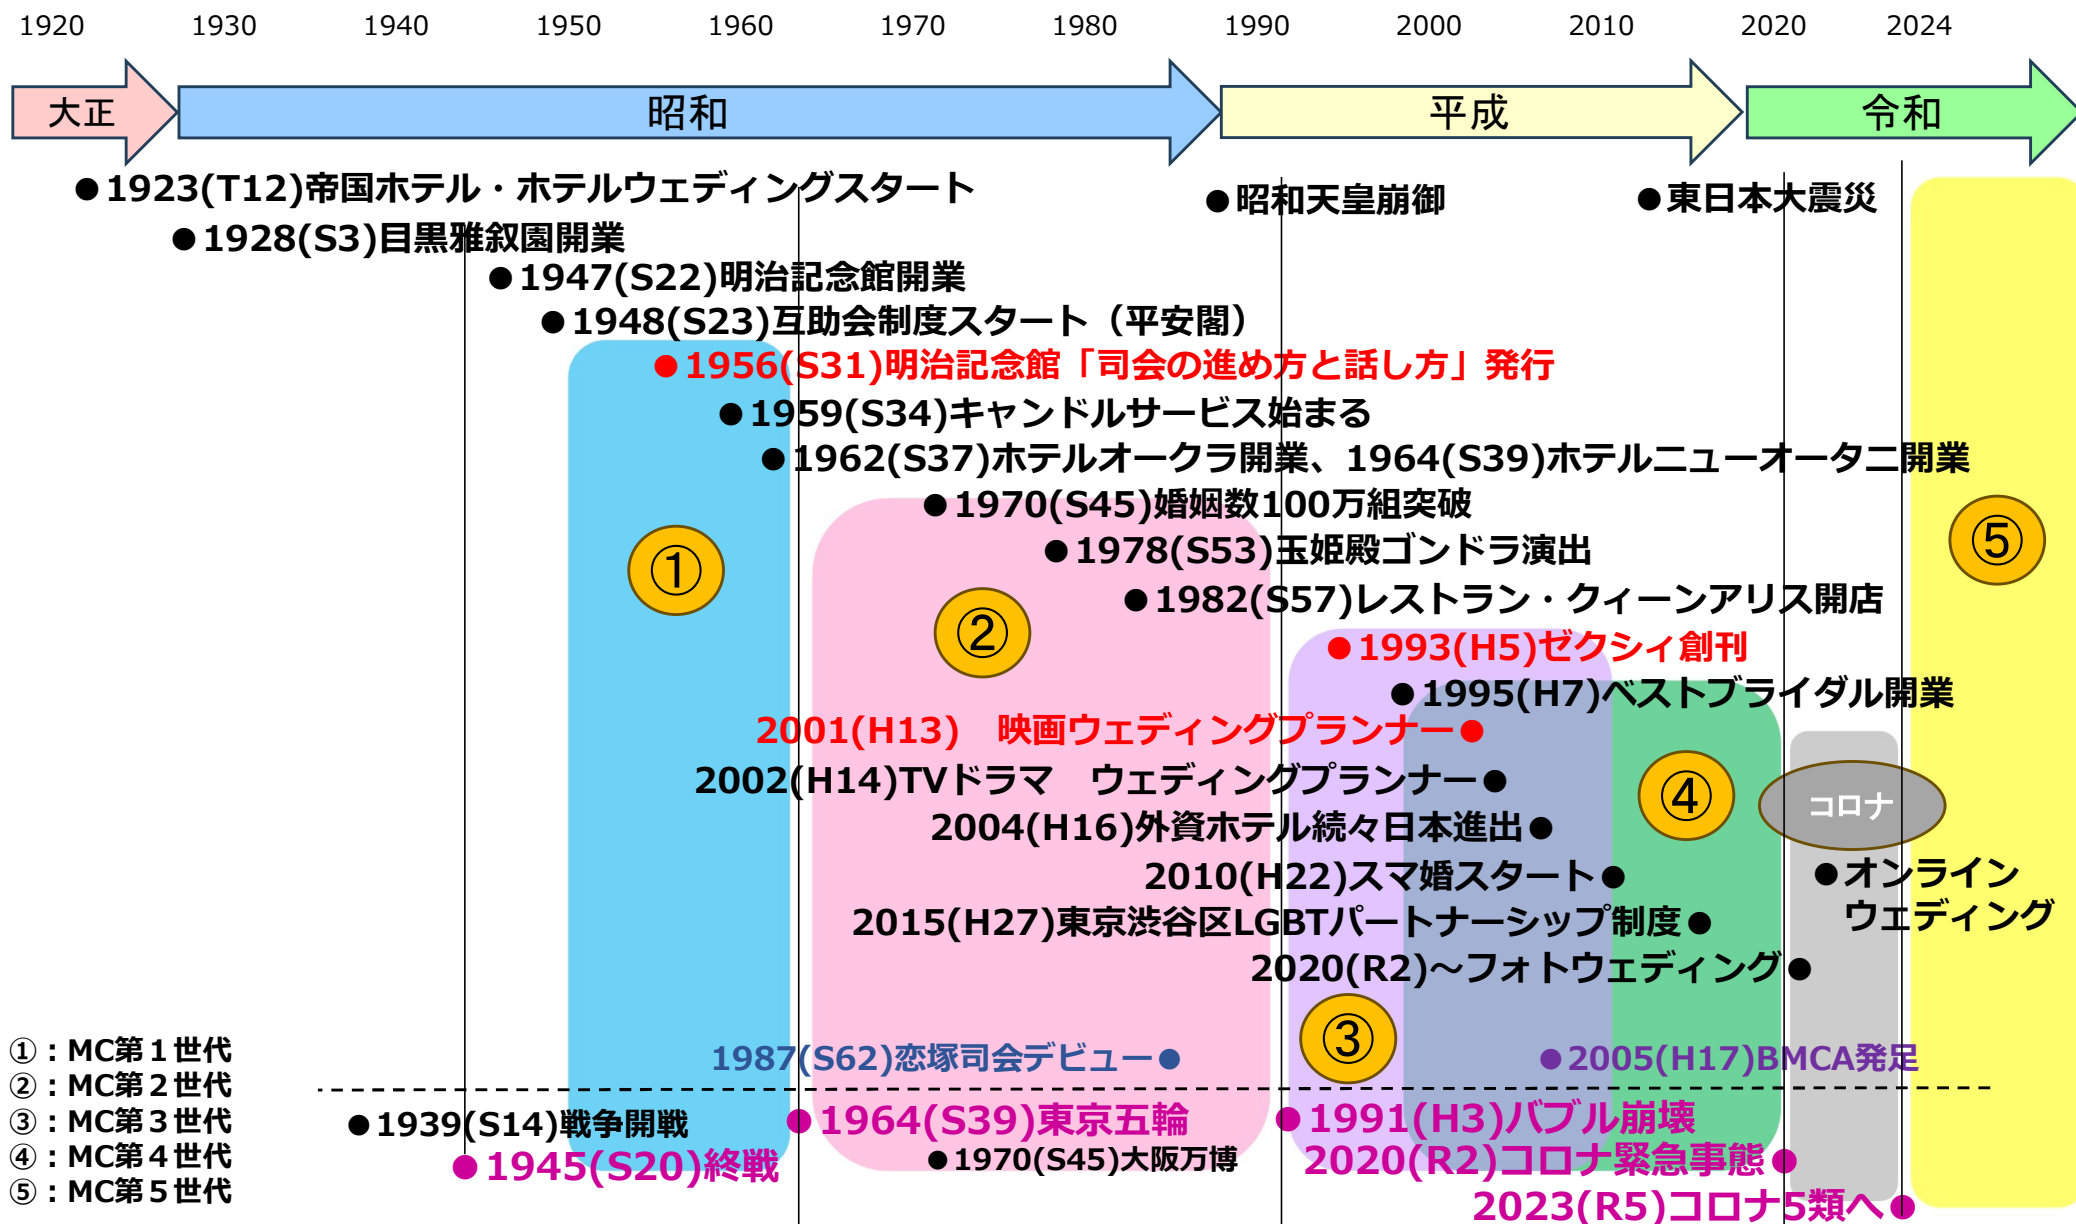 1920 1930 1940 1950 1960 1970 1980 1990 2000 2010 2020 2024
大正 昭和 平成 令和
●1923(T12)帝国ホテル・ホテルウェディングスタート
●昭和天皇崩御
●東日本大震災
●1928(S3)目黒雅叙園開業
●1947(S22)明治記念館開業
●1948(S23)互助会制度スタート（平安閣）
●1956(S31)明治記念館「司会の進め方と話し方」発行
●1959(S34)キャンドルサービス始まる
●1962(S37)ホテルオークラ開業、1964(S39)ホテルニューオータニ開業
●1970(S45)婚姻数100万組突破
●1978(S53)玉姫殿ゴンドラ演出
①
②
⑤
●1982(S57)レストラン・クィーンアリス開店
●1993(H5)ゼクシィ創刊
●1995(H7)ベストブライダル開業
2001(H13)　映画ウェディングプランナー●
2002(H14)TVドラマ　ウェディングプランナー●
④
コロナ
2004(H16)外資ホテル続々日本進出●
2010(H22)スマ婚スタート●
●オンライン
ウェディング
2015(H27)東京渋谷区LGBTパートナーシップ制度●
2020(R2)～フォトウェディング●
③
1987(S62)恋塚司会デビュー●
●2005(H17)BMCA発足
●1939(S14)戦争開戦
●1964(S39)東京五輪
●1991(H3)バブル崩壊
●1945(S20)終戦
●1970(S45)大阪万博
2020(R2)コロナ緊急事態●
2023(R5)コロナ5類へ●
①：MC第１世代
②：MC第２世代
③：MC第３世代
④：MC第４世代
⑤：MC第５世代